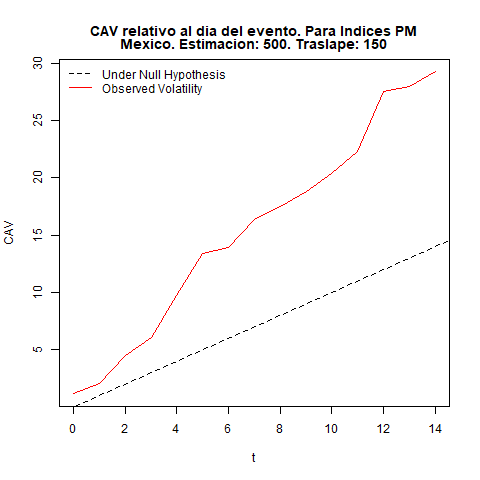 CAV relativo al dia del evento. Para Indices PM
Mexico. Estimacion: 500. Traslape: 150
Under Null Hypothesis
Observed Volatility
30
25
20
15
10
5
CAV
0 2 4 6 8 10 12 14
t